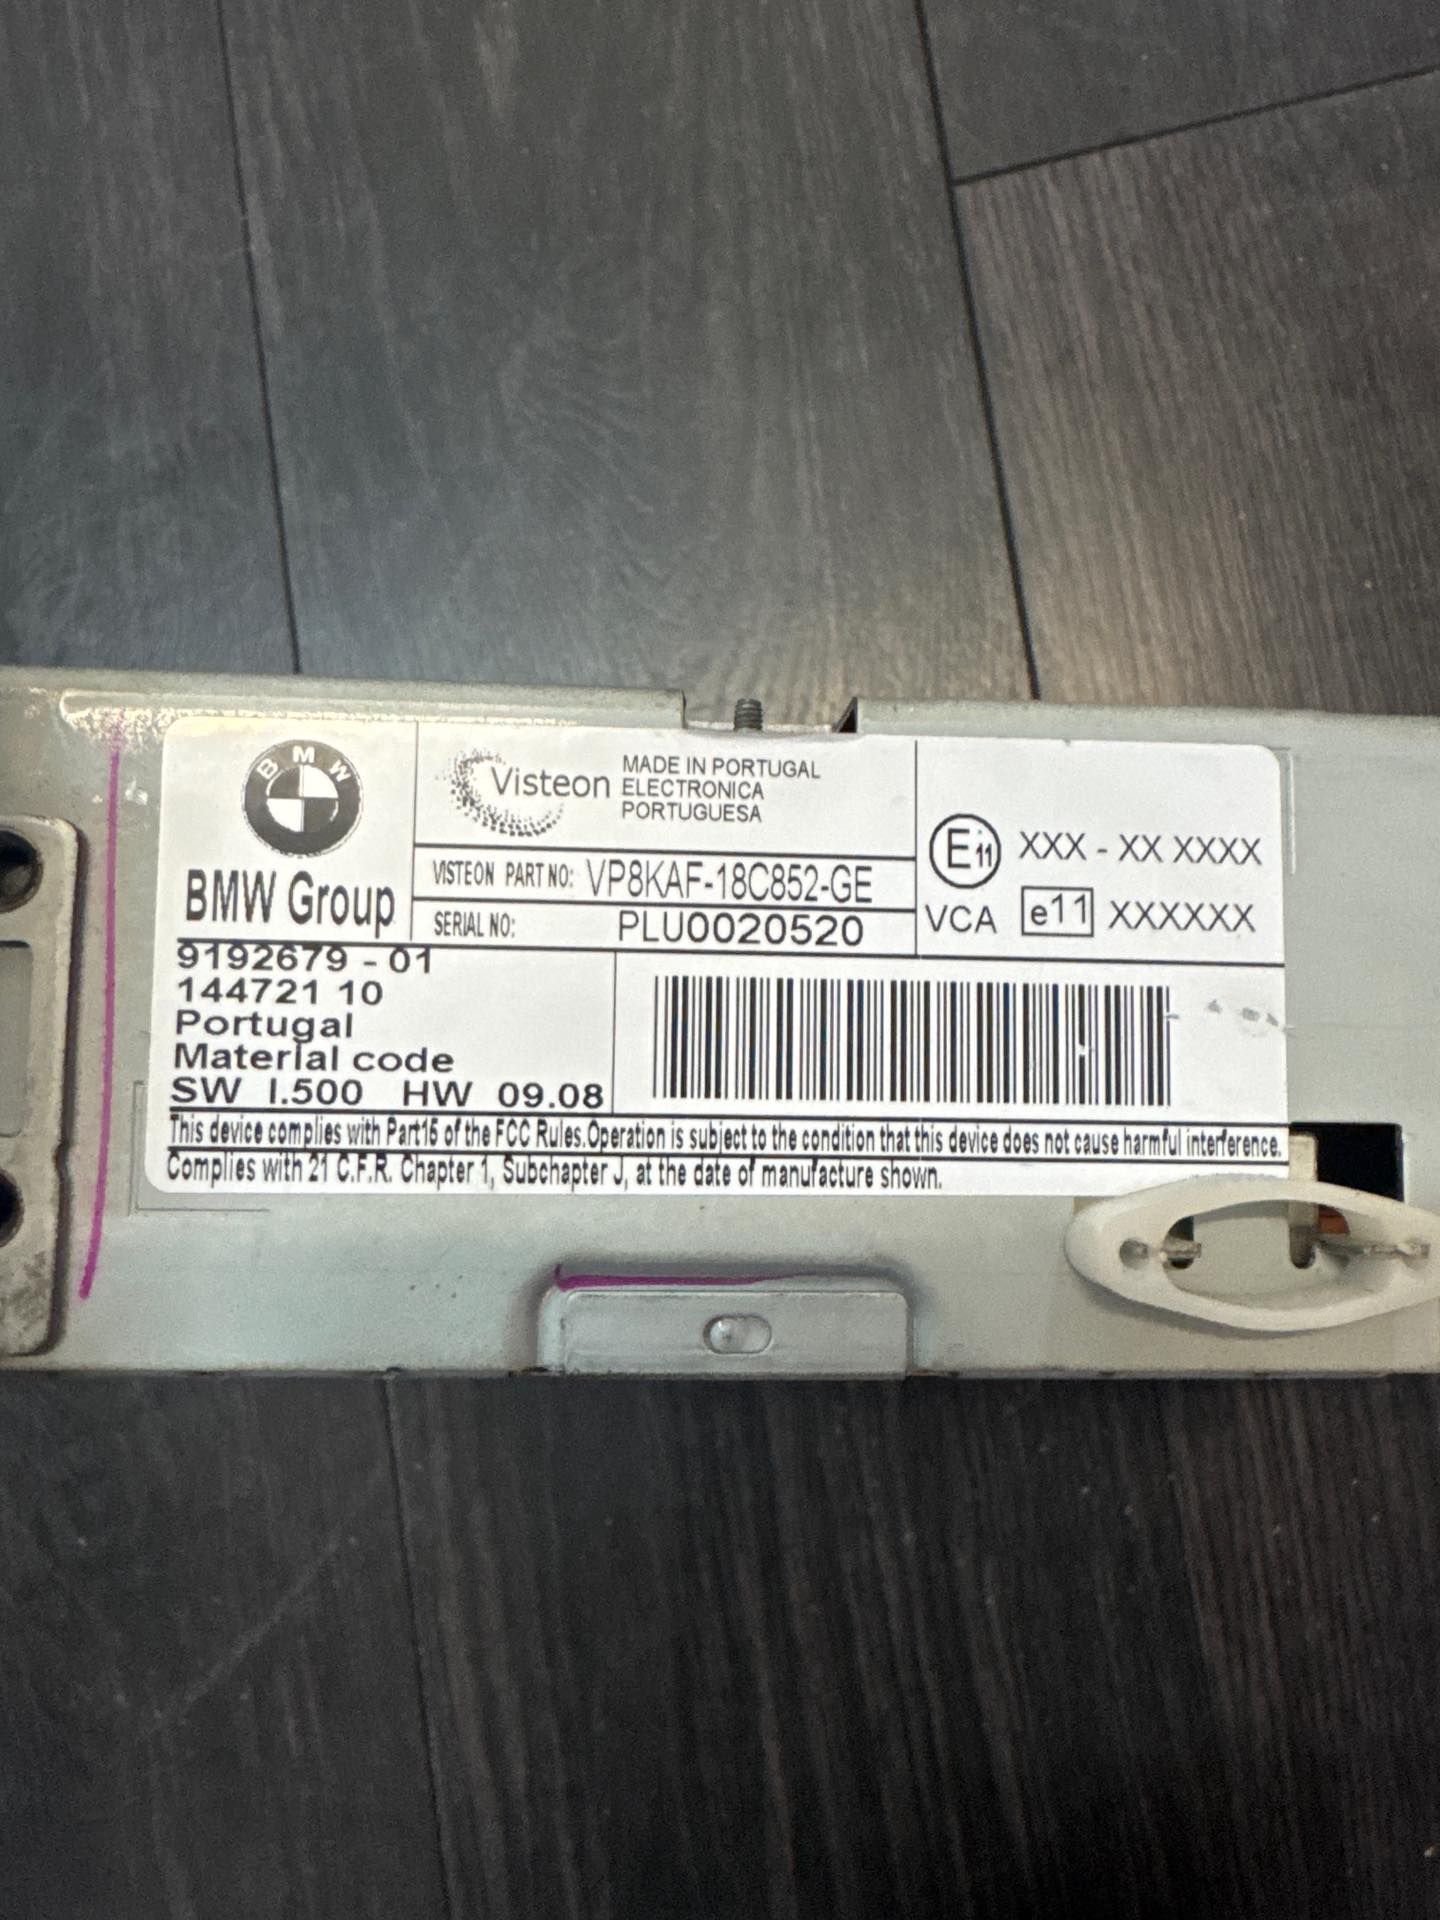 BMW
BMW Group
Visteon
MADE IN PORTUGAL
ELECTRONICA
PORTUGUESA
VISTEON PART NO: VP8KAF-18C852-GE
SERIAL NO: PLU0020520
E11 XXX - XX XXXX
VCA e11 XXXXXX
9192679 - 01
144721 10
Portugal
Material code
SW 1.500 HW 09.08
This device complies with Part15 of the FCC Rules.Operation is subject to the condition that this device does not cause harmful interference.
Complies with 21 C.F.R. Chapter 1, Subchapter J, at the date of manufacture shown.